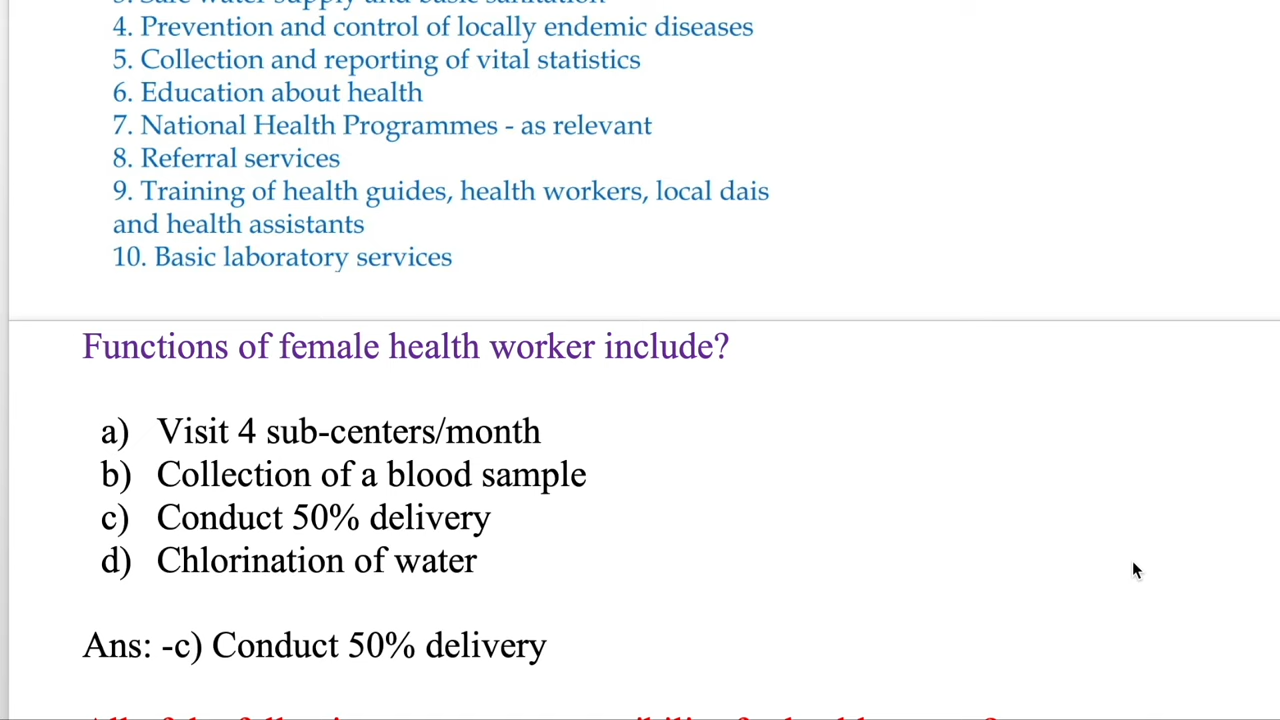 4. Prevention and control of locally endemic diseases
5. Collection and reporting of vital statistics
6. Education about health
7. National Health Programmes - as relevant
8. Referral services
9. Training of health guides, health workers, local dais
and health assistants
10. Basic laboratory services
Functions of female health worker include?
a) Visit 4 sub-centers/month
b) Collection of a blood sample
c) Conduct 50% delivery
d) Chlorination of water
Ans: -c) Conduct 50% delivery